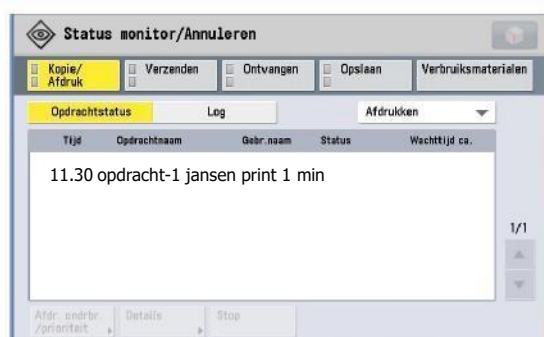 Status monitor/Annuleren
Kopie/ Verzenden Ontvangen Opslaan Verbruiksmaterialen
Afdruk
Opdrachtstatus Log Afdrukken
Tijd Opdrachtnaam Gebr.naam Status Wachttijd ca.
11.30 opdracht-1 jansen print 1 min
1/1
Afdr. ondrbr. Details Stop
/prioriteit